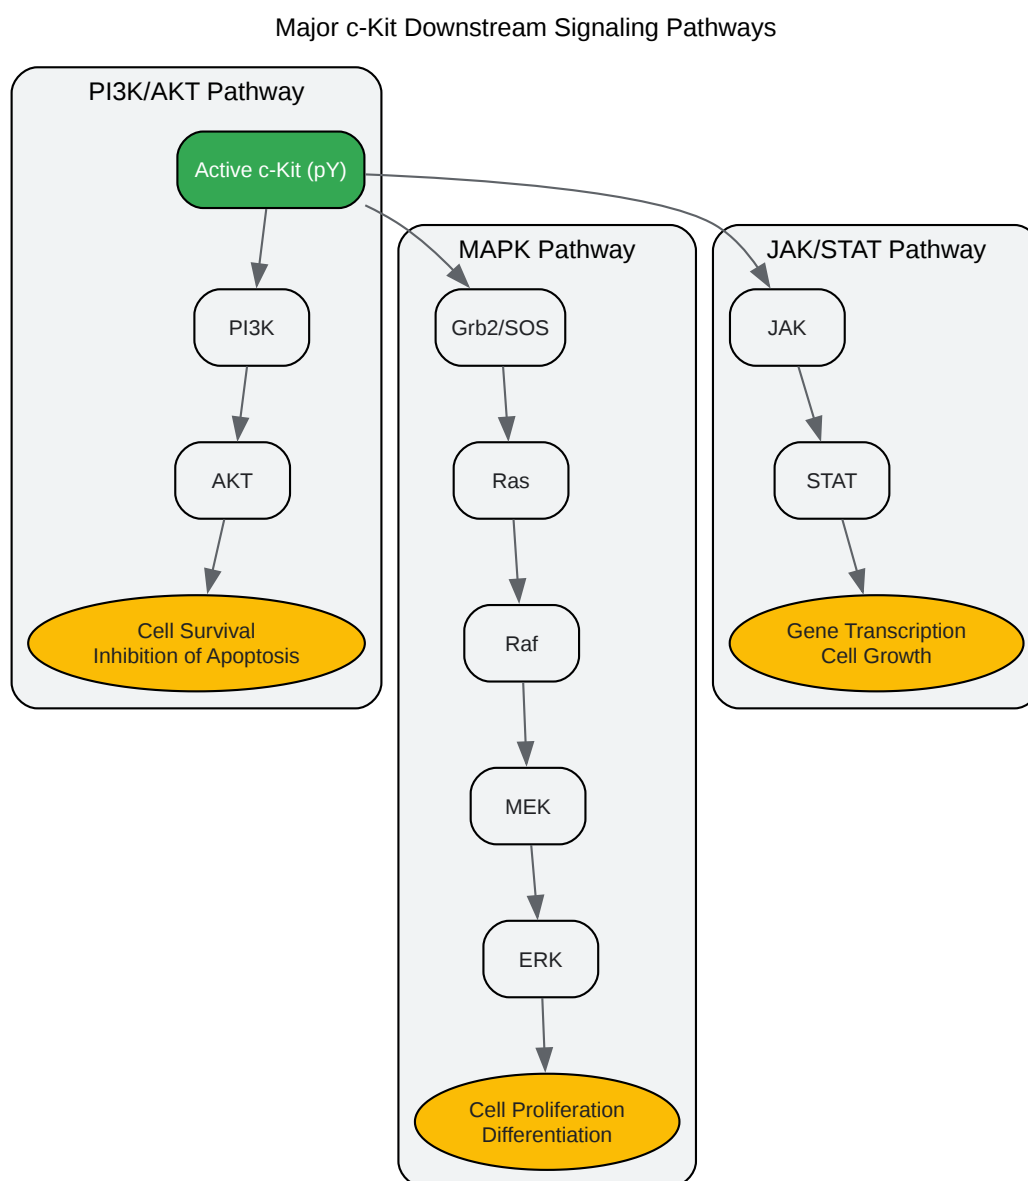 Major c-Kit Downstream Signaling Pathways
PI3K/AKT Pathway
Active c-Kit (pY)
PI3K
AKT
Cell Survival
Inhibition of Apoptosis
MAPK Pathway
Grb2/SOS
Ras
Raf
MEK
ERK
Cell Proliferation
Differentiation
JAK/STAT Pathway
JAK
STAT
Gene Transcription
Cell Growth